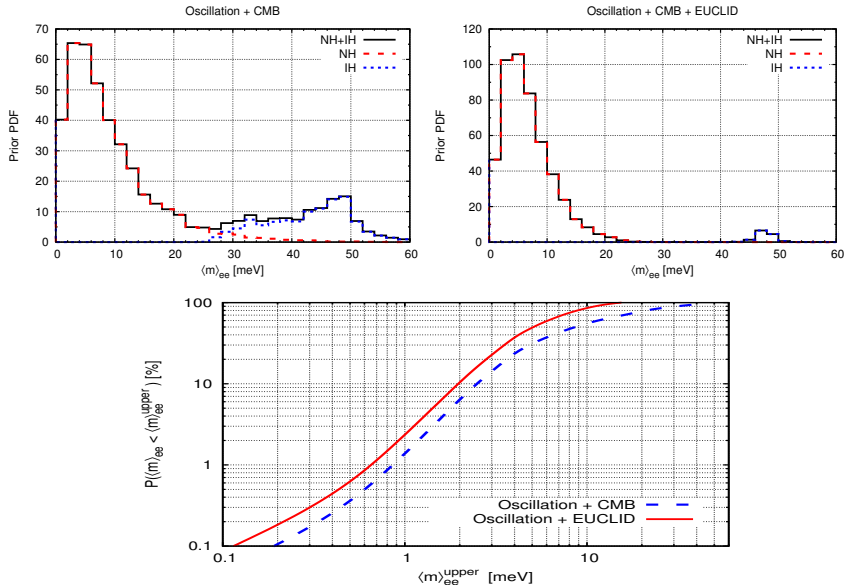 Oscillation + CMB
70
60
50
40
30
20
10
0
0 10 20 30 40 50 60
Prior PDF
⟨m⟩ee [meV]
NH+IH
NH
IH
Oscillation + CMB + EUCLID
120
100
80
60
40
20
0
0 10 20 30 40 50 60
Prior PDF
⟨m⟩ee [meV]
NH+IH
NH
IH
100
10
1
0.1
0.1 1 10
P(⟨m⟩ee < ⟨m⟩ee^upper) [%]
⟨m⟩ee^upper [meV]
Oscillation + CMB
Oscillation + EUCLID